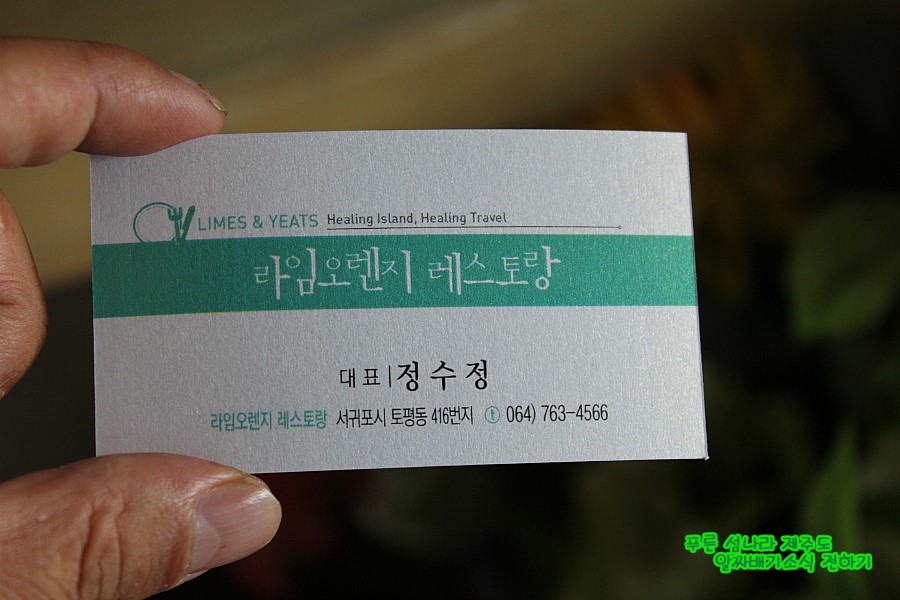 LIMES & YEATS Healing Island, Healing Travel
라임오렌지 레스토랑
대표 | 정수정
라임오렌지 레스토랑 서귀포시 토평동 416번지 ⓣ 064) 763-4566
푸른 섬나라 제주도
알짜배기소식 전하기